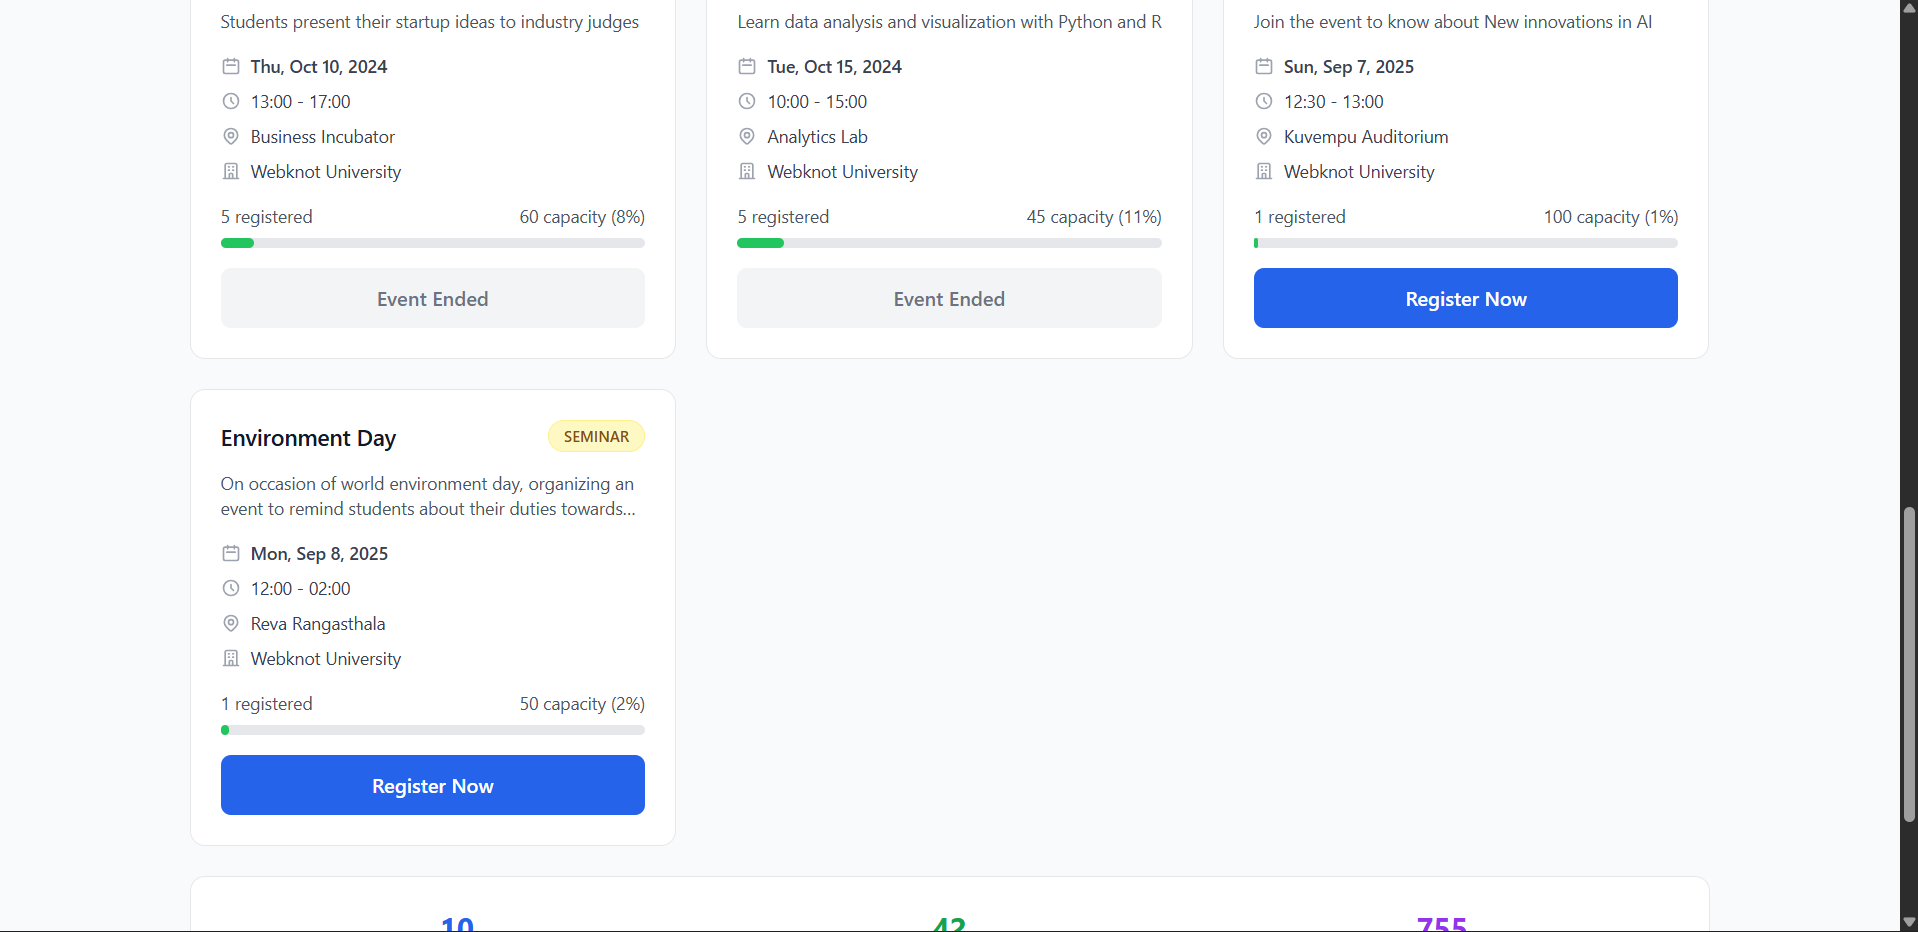 Students present their startup ideas to industry judges
Thu, Oct 10, 2024
13:00 - 17:00
Business Incubator
Webknot University
5 registered
60 capacity (8%)
Event Ended
Learn data analysis and visualization with Python and R
Tue, Oct 15, 2024
10:00 - 15:00
Analytics Lab
Webknot University
5 registered
45 capacity (11%)
Event Ended
Join the event to know about New innovations in AI
Sun, Sep 7, 2025
12:30 - 13:00
Kuvempu Auditorium
Webknot University
1 registered
100 capacity (1%)
Register Now
Environment Day
SEMINAR
On occasion of world environment day, organizing an
event to remind students about their duties towards...
Mon, Sep 8, 2025
12:00 - 02:00
Reva Rangasthala
Webknot University
1 registered
50 capacity (2%)
Register Now
10
42
755